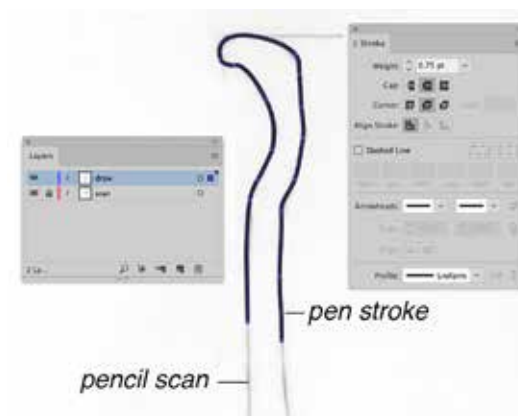 Stroke
Weight: 0.75 pt
Cap:
Corner:
Align Stroke:
Dashed Line
Arrowheads:
Profile: Uniform
Layers
draw
scan
pen stroke
pencil scan